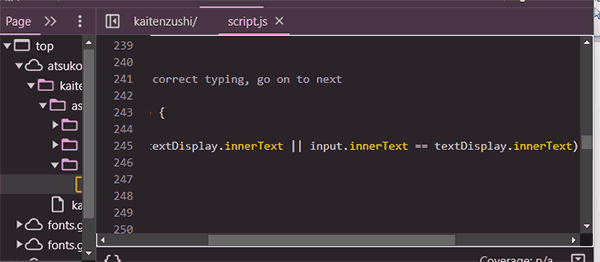 Page
kaitenzushi/
script.js
top
atsuko
kaite
as
ka
fonts.g
fonts.g
239
240
241 correct typing, go on to next
242
243 {
244
245 :extDisplay.innerText || input.innerText == textDisplay.innerText)
246
247
248
249
250
{} Coverage: n/a